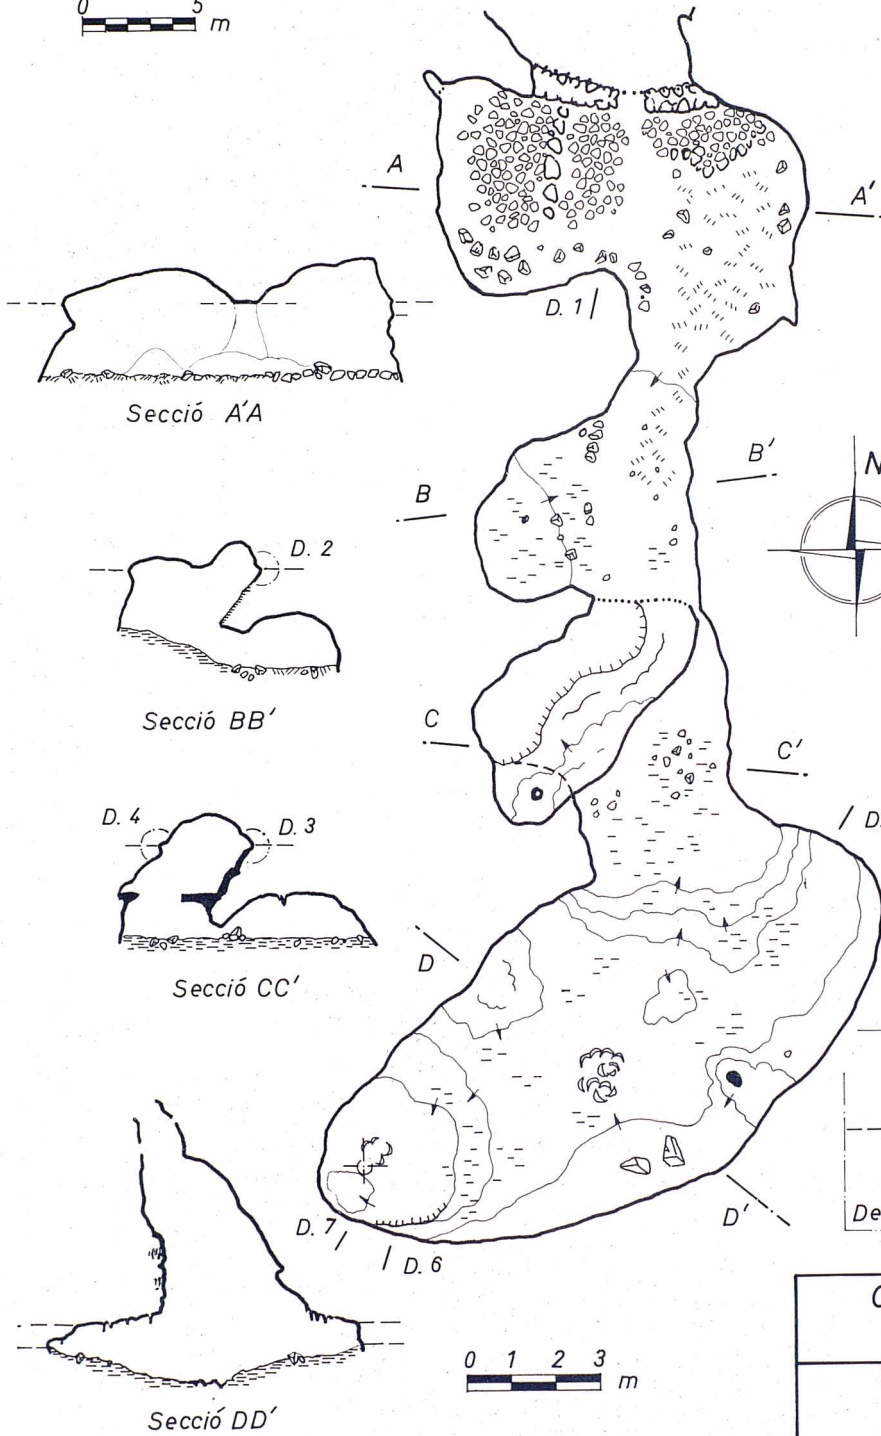 0 5 m
A
A'
D. 1
Secció A'A
B
B'
N
D. 2
Secció BB'
C
C'
D. 4
D. 3
D.
Secció CC'
D
De
D'
D. 7
D. 6
C
0 1 2 3 m
Secció DD'